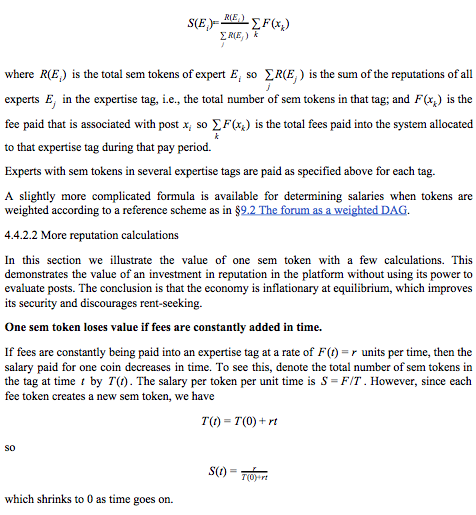 S(E_i) = R(E_i) / Σ_j R(E_j) Σ_k F(x_k)
where R(E_i) is the total sem tokens of expert E_i so Σ_j R(E_j) is the sum of the reputations of all
experts E_j in the expertise tag, i.e., the total number of sem tokens in that tag; and F(x_k) is the
fee paid that is associated with post x_i so Σ_k F(x_k) is the total fees paid into the system allocated
to that expertise tag during that pay period.
Experts with sem tokens in several expertise tags are paid as specified above for each tag.
A slightly more complicated formula is available for determining salaries when tokens are
weighted according to a reference scheme as in §9.2 The forum as a weighted DAG.
4.4.2.2 More reputation calculations
In this section we illustrate the value of one sem token with a few calculations. This
demonstrates the value of an investment in reputation in the platform without using its power to
evaluate posts. The conclusion is that the economy is inflationary at equilibrium, which improves
its security and discourages rent-seeking.
One sem token loses value if fees are constantly added in time.
If fees are constantly being paid into an expertise tag at a rate of F(t) = r units per time, then the
salary paid for one coin decreases in time. To see this, denote the total number of sem tokens in
the tag at time t by T(t). The salary per token per unit time is S = F/T. However, since each
fee token creates a new sem token, we have
T(t) = T(0) + rt
so
S(t) = r / T(0)+rt
which shrinks to 0 as time goes on.